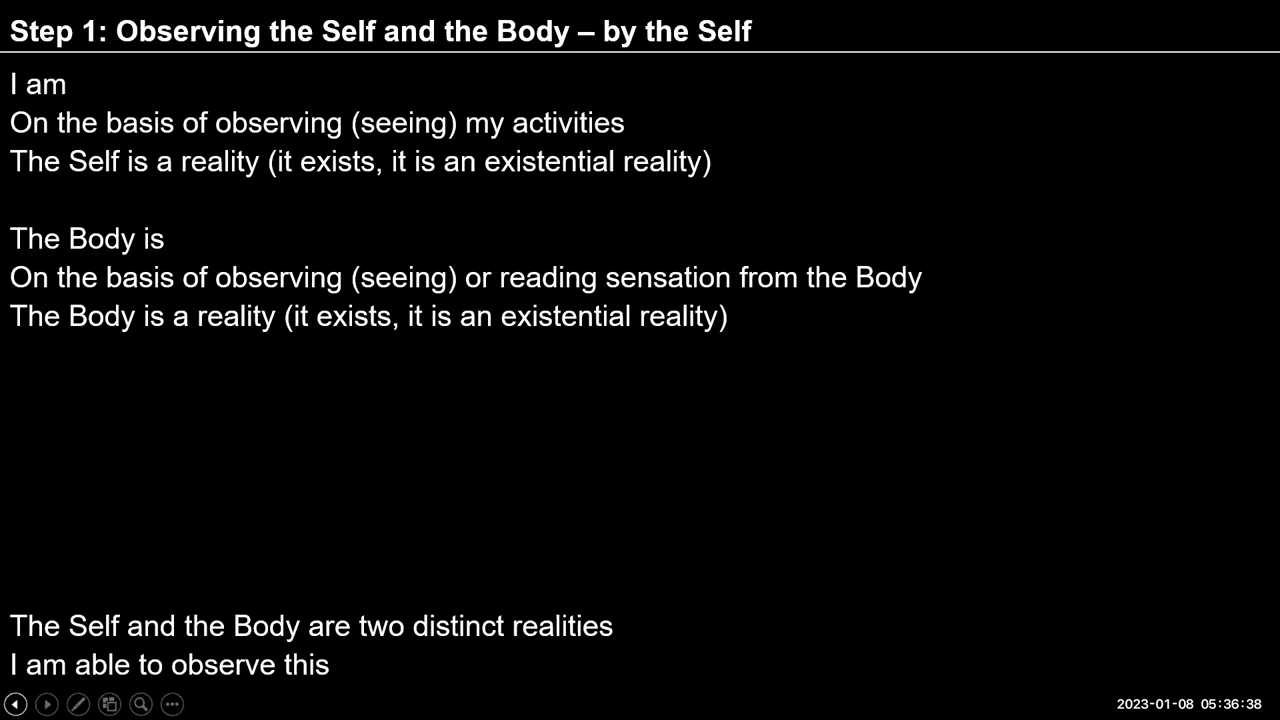 Step 1: Observing the Self and the Body – by the Self
I am
On the basis of observing (seeing) my activities
The Self is a reality (it exists, it is an existential reality)
The Body is
On the basis of observing (seeing) or reading sensation from the Body
The Body is a reality (it exists, it is an existential reality)
The Self and the Body are two distinct realities
I am able to observe this
2023-01-08 05:36:38